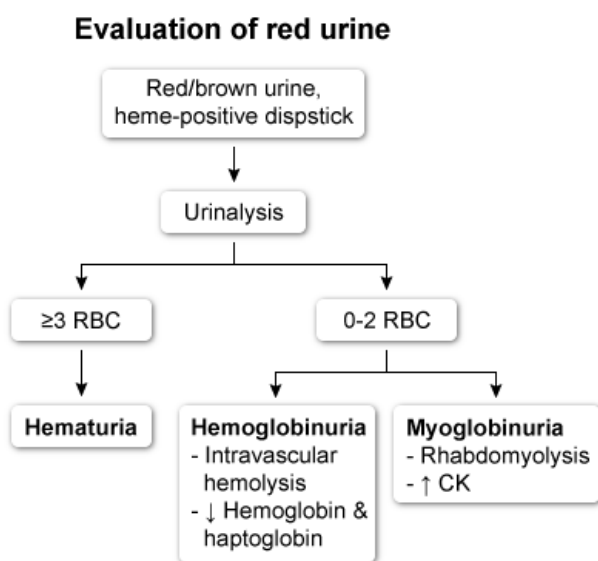 Evaluation of red urine
Red/brown urine,
heme-positive dispstick
Urinalysis
≥3 RBC
0-2 RBC
Hematuria
Hemoglobinuria
- Intravascular
hemolysis
- ↓ Hemoglobin &
haptoglobin
Myoglobinuria
- Rhabdomyolysis
- ↑ CK